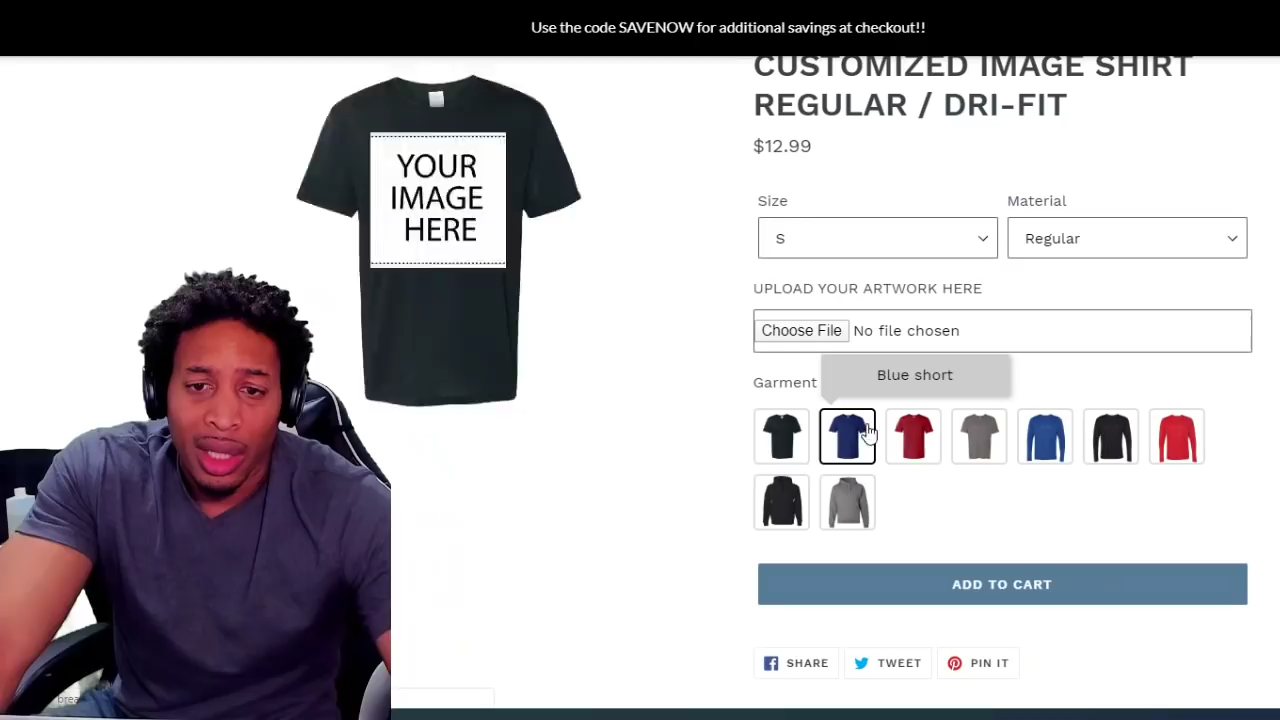 Use the code SAVENOW for additional savings at checkout!!
CUSTOMIZED IMAGE SHIRT
REGULAR / DRI-FIT
$12.99
YOUR
IMAGE
HERE
Size
Material
S
Regular
UPLOAD YOUR ARTWORK HERE
Choose File No file chosen
Blue short
Garment
ADD TO CART
SHARE
TWEET
PIN IT